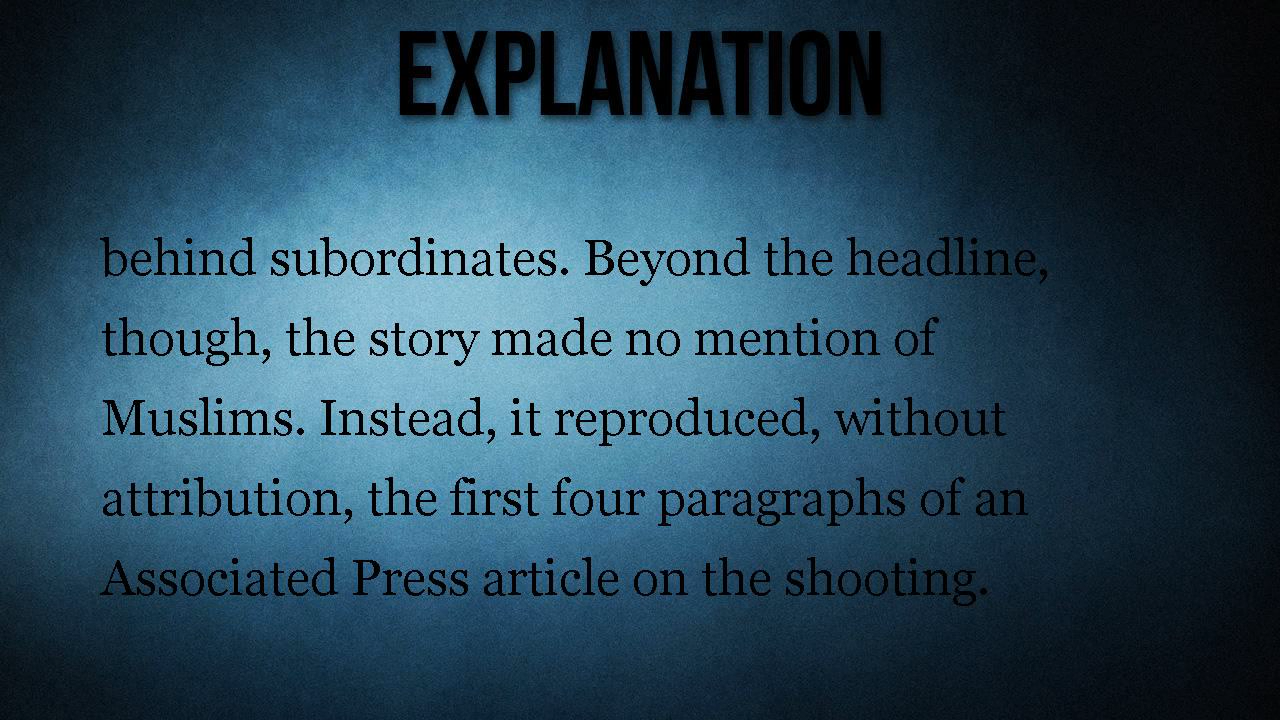 EXPLANATION
behind subordinates. Beyond the headline,
though, the story made no mention of
Muslims. Instead, it reproduced, without
attribution, the first four paragraphs of an
Associated Press article on the shooting.